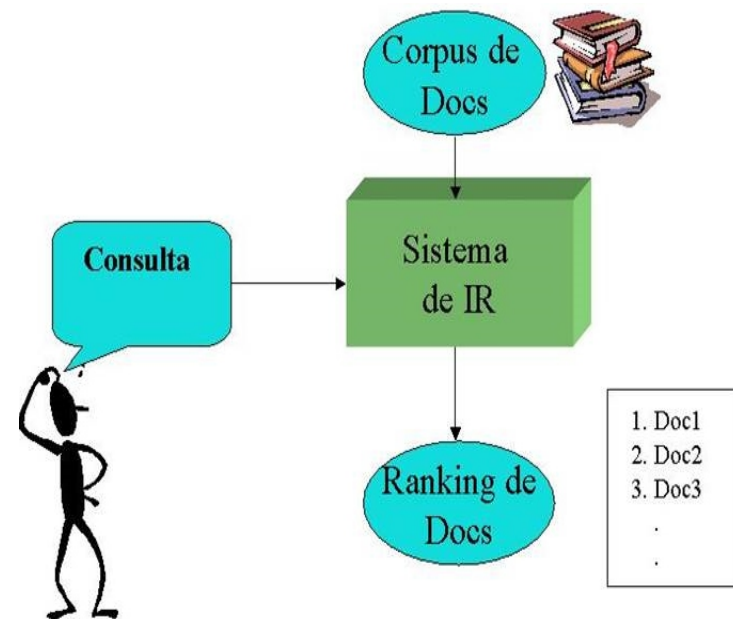 Corpus de
Docs
Consulta
Sistema
de IR
Ranking de
Docs
1. Doc1
2. Doc2
3. Doc3
.
.